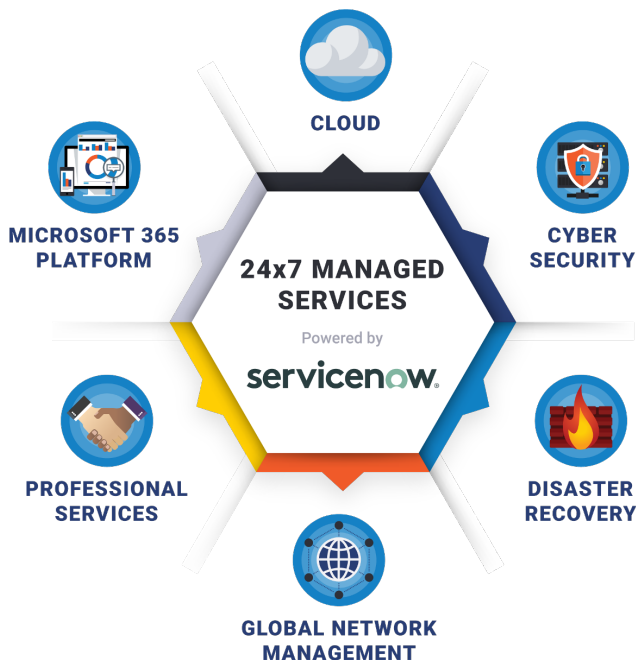 CLOUD
MICROSOFT 365
PLATFORM
CYBER
SECURITY
24x7 MANAGED
SERVICES
Powered by
servicenow®
PROFESSIONAL
SERVICES
DISASTER
RECOVERY
GLOBAL NETWORK
MANAGEMENT